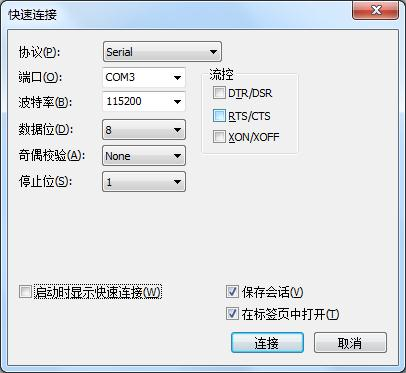 快速连接
协议(P): Serial
端口(O): COM3
流控
波特率(B): 115200
DTR/DSR
数据位(D): 8
RTS/CTS
奇偶校验(A): None
XON/XOFF
停止位(S): 1
启动时显示快速连接(W)
保存会话(V)
在标签页中打开(T)
连接 取消